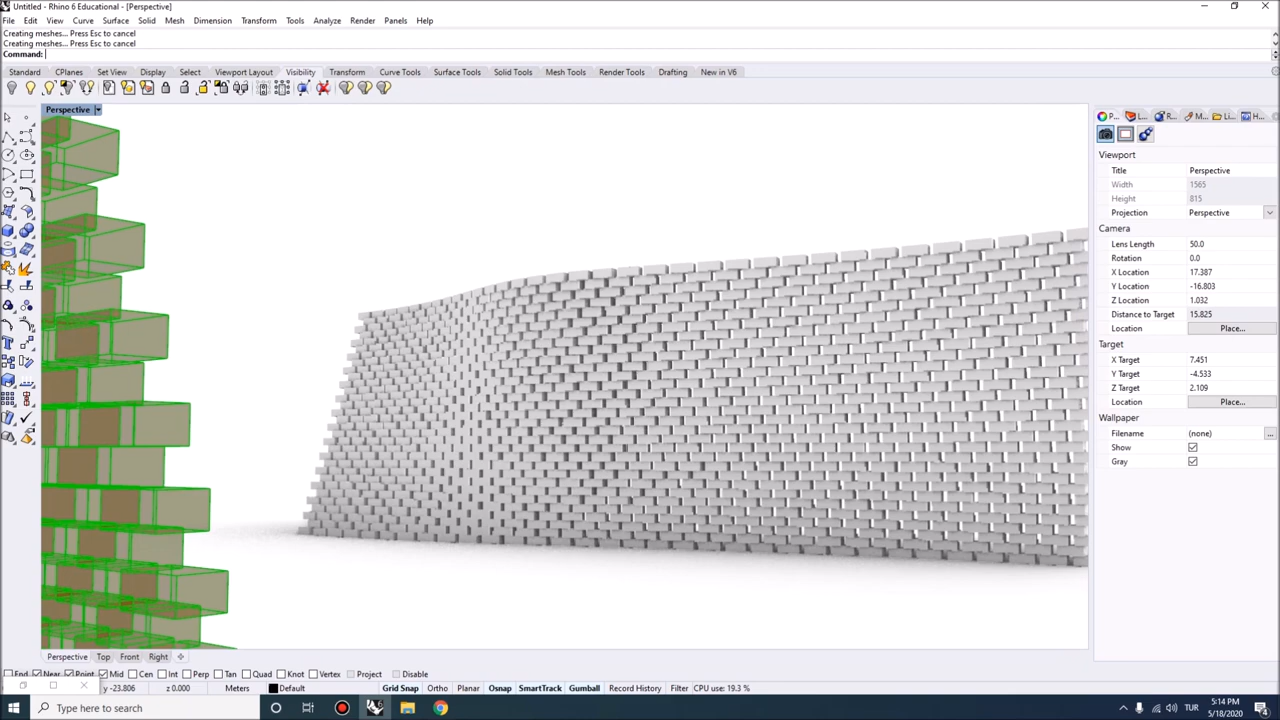 Untitled - Rhino 6 Educational - [Perspective]
File Edit View Curve Surface Solid Mesh Dimension Transform Tools Analyze Render Panels Help
Creating meshes... Press Esc to cancel
Creating meshes... Press Esc to cancel
Command:
Standard CPlanes Set View Display Select Viewport Layout Visibility Transform Curve Tools Surface Tools Solid Tools Mesh Tools Render Tools Drafting New in V6
Perspective
P... L... R... M... Li... H...
Viewport
Title Perspective
Width 1565
Height 815
Projection Perspective
Camera
Lens Length 50.0
Rotation 0.0
X Location 17.387
Y Location -16.803
Z Location 1.032
Distance to Target 15.825
Location Place...
Target
X Target 7.451
Y Target -4.533
Z Target 2.109
Location Place...
Wallpaper
Filename (none) ...
Show
Gray
Perspective Top Front Right
End Near Point Mid Cen Int Perp Tan Quad Knot Vertex Project Disable
y -23.806 z 0.000 Meters Default Grid Snap Ortho Planar Osnap SmartTrack Gumball Record History Filter CPU use: 19.3 %
Type here to search
TUR
5:14 PM
5/18/2020
4